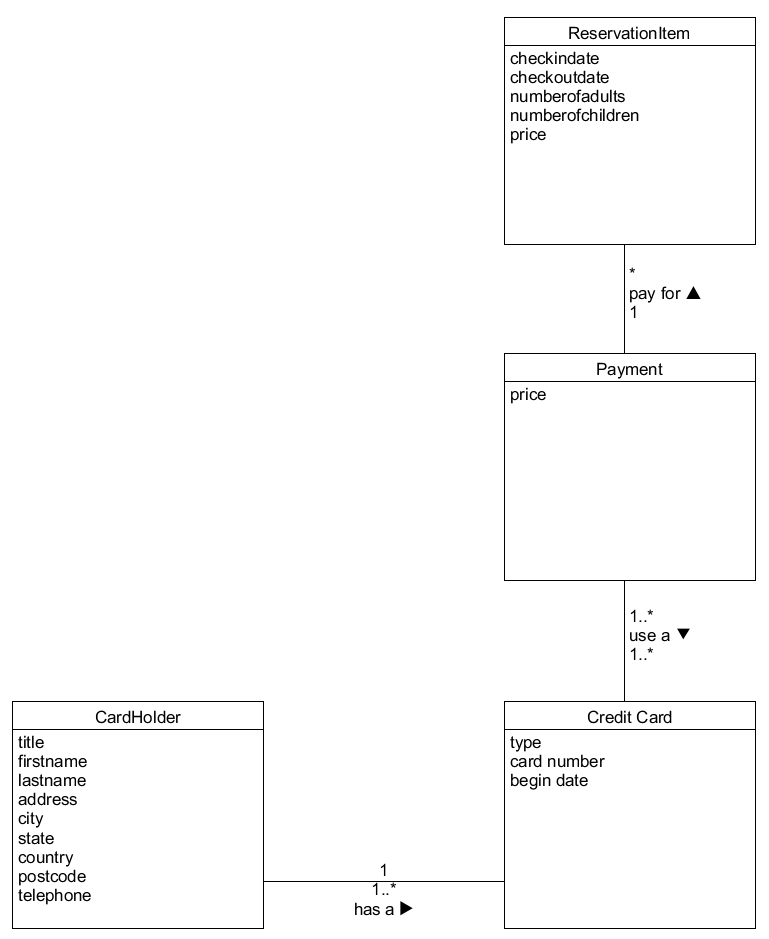 ReservationItem
checkindate
checkoutdate
numberofadults
numberofchildren
price
*
pay for ▲
1
Payment
price
1..*
use a ▼
1..*
CardHolder
title
firstname
lastname
address
city
state
country
postcode
telephone
1
1..*
has a ▶
Credit Card
type
card number
begin date